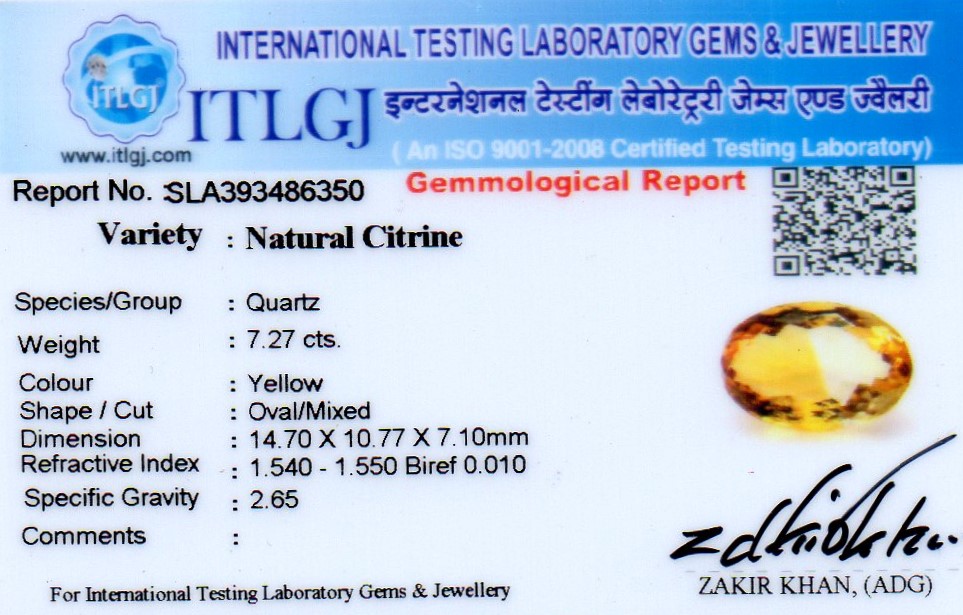 INTERNATIONAL TESTING LABORATORY GEMS & JEWELLERY
ITLGJ
ITLGJ
इन्टरनेशनल टेस्टींग लेबोरेट्ररी जेम्स एण्ड ज्वैलरी
www.itlgj.com
( An ISO 9001-2008 Certified Testing Laboratory)
Report No. :SLA393486350
Gemmological Report
Variety : Natural Citrine
Species/Group : Quartz
Weight : 7.27 cts.
Colour : Yellow
Shape / Cut : Oval/Mixed
Dimension : 14.70 X 10.77 X 7.10mm
Refractive Index : 1.540 - 1.550 Biref 0.010
Specific Gravity : 2.65
Comments :
For International Testing Laboratory Gems & Jewellery
ZAKIR KHAN, (ADG)